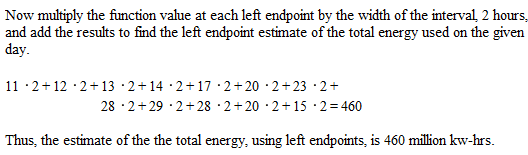 Now multiply the function value at each left endpoint by the width of the interval, 2 hours,
and add the results to find the left endpoint estimate of the total energy used on the given
day.
11 ·2+12 ·2+13 ·2+14 ·2+17 ·2+20 ·2+23 ·2+
28 ·2+29 ·2+28 ·2+20 ·2+15 ·2=460
Thus, the estimate of the the total energy, using left endpoints, is 460 million kw-hrs.